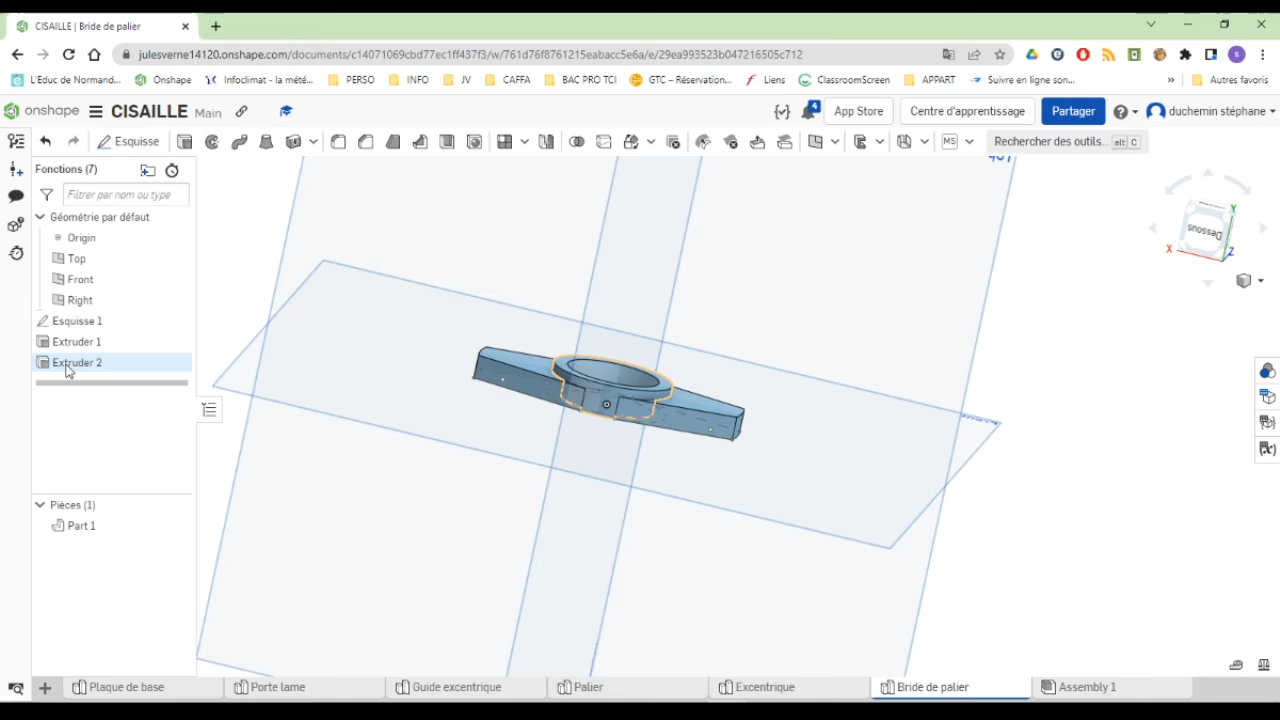 CISAILLE | Bride de palier
julesverne14120.onshape.com/documents/c14071069cbd77ec1ff437f3/w/761d76f8761215eabacc5e6a/e/29ea993523b047216505c712
L'Educ de Normand... Onshape Infoclimat - la mété... PERSO INFO JV CAFFA BAC PRO TCI GTC – Réservation... Liens ClassroomScreen APPART Suivre en ligne son... » Autres favoris
onshape CISAILLE Main 4 App Store Centre d'apprentissage Partager duchemin stéphane
Esquisse MS Rechercher des outils... alt C
Fonctions (7)
Filtrer par nom ou type
Géométrie par défaut
Origin
Top
Front
Right
Esquisse 1
Extruder 1
Extruder 2
Pièces (1)
Part 1
Dessous
Y
X
Z
Plaque de base Porte lame Guide excentrique Palier Excentrique Bride de palier Assembly 1